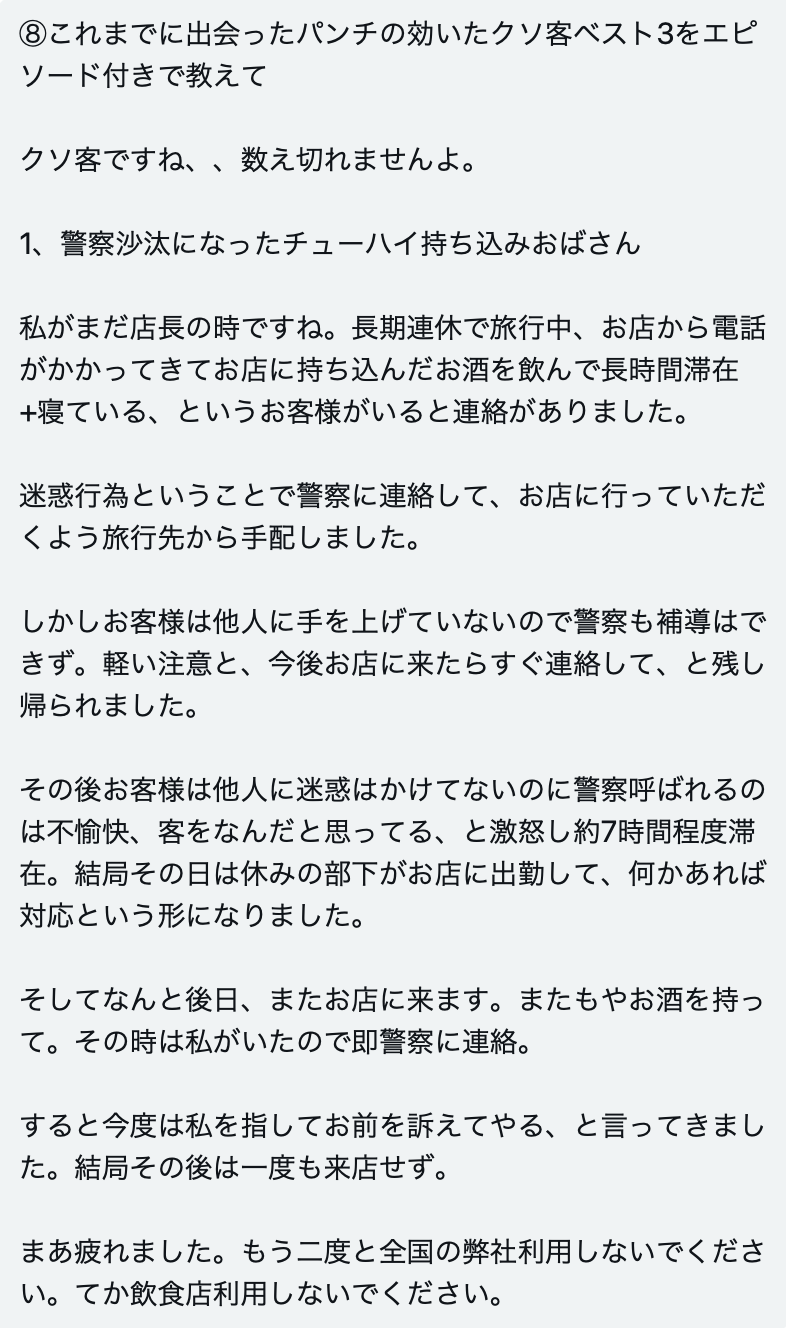 ⑧これまでに出会ったパンチの効いたクソ客ベスト3をエピ
ソード付きで教えて
クソ客ですね、、数え切れませんよ。
1、警察沙汰になったチューハイ持ち込みおばさん
私がまだ店長の時ですね。長期連休で旅行中、お店から電話
がかかってきてお店に持ち込んだお酒を飲んで長時間滞在
+寝ている、というお客様がいると連絡がありました。
迷惑行為ということで警察に連絡して、お店に行っていただ
くよう旅行先から手配しました。
しかしお客様は他人に手を上げていないので警察も補導はで
きず。軽い注意と、今後お店に来たらすぐ連絡して、と残し
帰られました。
その後お客様は他人に迷惑はかけてないのに警察呼ばれるの
は不愉快、客をなんだと思ってる、と激怒し約7時間程度滞
在。結局その日は休みの部下がお店に出勤して、何かあれば
対応という形になりました。
そしてなんと後日、またお店に来ます。またもやお酒を持っ
て。その時は私がいたので即警察に連絡。
すると今度は私を指してお前を訴えてやる、と言ってきまし
た。結局その後は一度も来店せず。
まあ疲れました。もう二度と全国の弊社利用しないでくださ
い。てか飲食店利用しないでください。